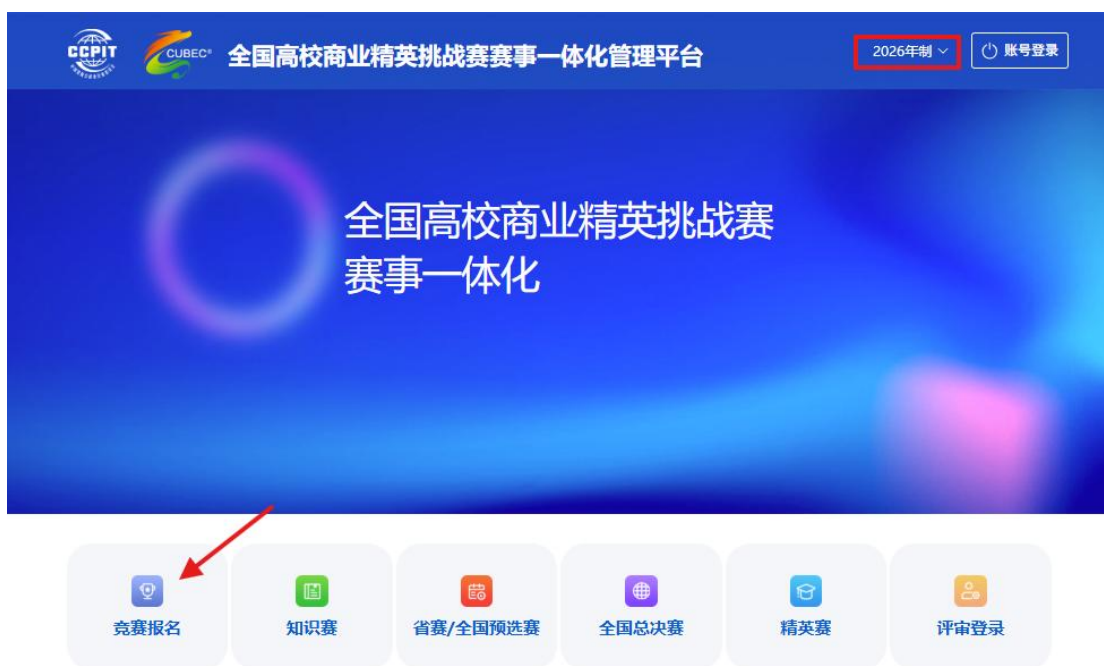 CCPIT
CUBEC®
全国高校商业精英挑战赛赛事一体化管理平台
2026年制
账号登录
全国高校商业精英挑战赛
赛事一体化
竞赛报名
知识赛
省赛/全国预选赛
全国总决赛
精英赛
评审登录